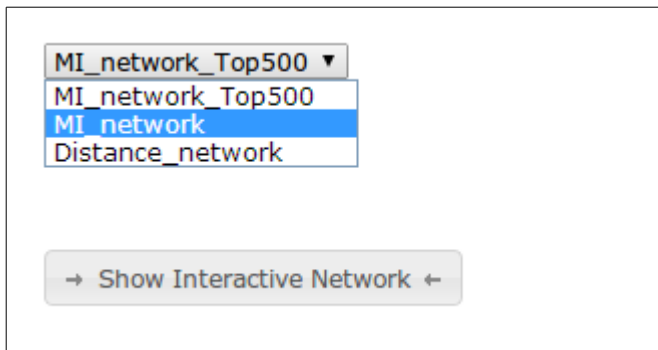 MI_network_Top500 ▼
MI_network_Top500
MI_network
Distance_network
→ Show Interactive Network ←